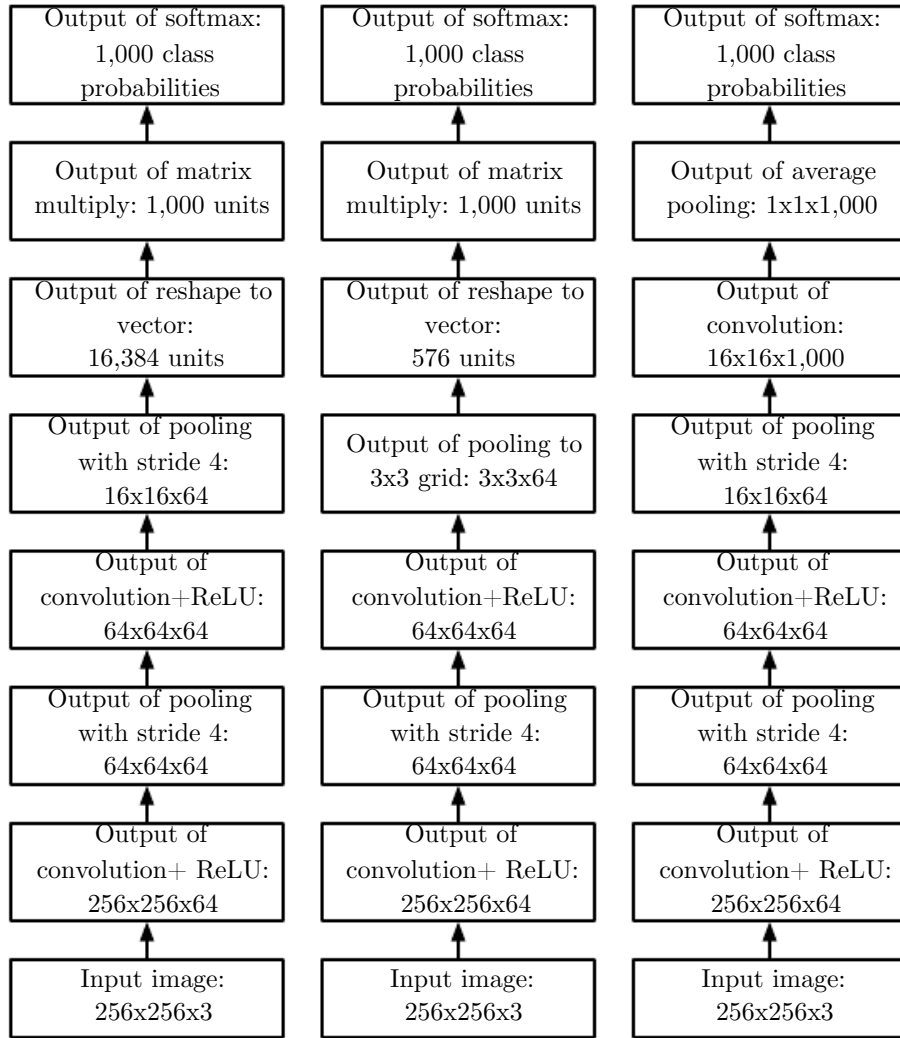 Output of softmax:
1,000 class
probabilities
Output of matrix
multiply: 1,000 units
Output of reshape to
vector:
16,384 units
Output of pooling
with stride 4:
16x16x64
Output of
convolution+ReLU:
64x64x64
Output of pooling
with stride 4:
64x64x64
Output of
convolution+ ReLU:
256x256x64
Input image:
256x256x3
Output of softmax:
1,000 class
probabilities
Output of matrix
multiply: 1,000 units
Output of reshape to
vector:
576 units
Output of pooling to
3x3 grid: 3x3x64
Output of
convolution+ReLU:
64x64x64
Output of pooling
with stride 4:
64x64x64
Output of
convolution+ ReLU:
256x256x64
Input image:
256x256x3
Output of softmax:
1,000 class
probabilities
Output of average
pooling: 1x1x1,000
Output of
convolution:
16x16x1,000
Output of pooling
with stride 4:
16x16x64
Output of
convolution+ReLU:
64x64x64
Output of pooling
with stride 4:
64x64x64
Output of
convolution+ ReLU:
256x256x64
Input image:
256x256x3